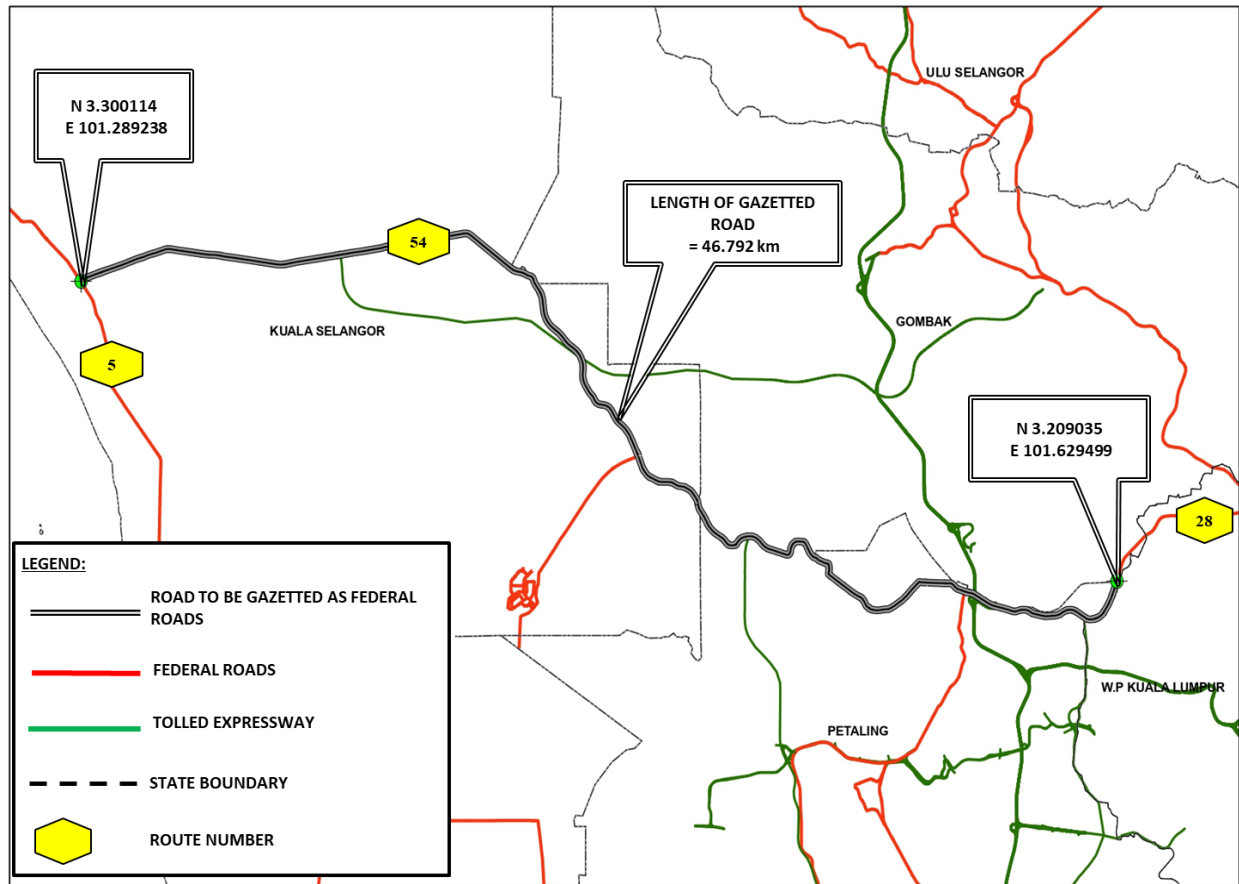 ULU SELANGOR
N 3.300114
E 101.289238
LENGTH OF GAZETTED
ROAD
= 46.792 km
54
GOMBAK
KUALA SELANGOR
5
N 3.209035
E 101.629499
28
LEGEND:
ROAD TO BE GAZETTED AS FEDERAL
ROADS
FEDERAL ROADS
TOLLED EXPRESSWAY
STATE BOUNDARY
ROUTE NUMBER
W.P KUALA LUMPUR
PETALING